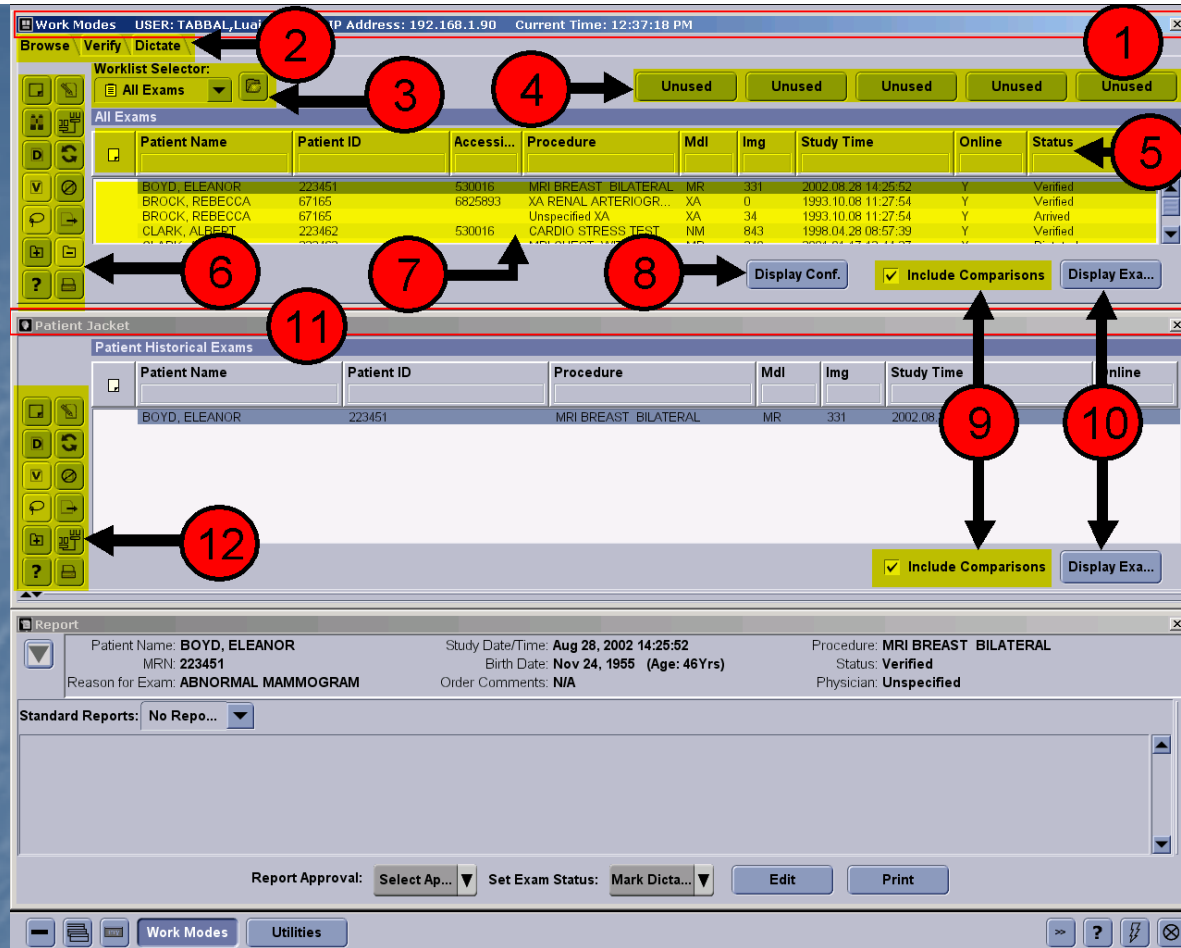 Work Modes USER: TABBAL,Luai IP Address: 192.168.1.90 Current Time: 12:37:18 PM
1
Browse Verify Dictate
2
Worklist Selector:
All Exams
3
4
Unused Unused Unused Unused Unused
All Exams
Patient Name Patient ID Accessi... Procedure Mdl Img Study Time Online Status
5
BOYD, ELEANOR 223451 530016 MRI BREAST BILATERAL MR 331 2002.08.28 14:25:52 Y Verified
BROCK, REBECCA 67165 6825893 XA RENAL ARTERIOGR... XA 0 1993.10.08 11:27:54 Y Verified
BROCK, REBECCA 67165 Unspecified XA XA 34 1993.10.08 11:27:54 Y Arrived
CLARK, ALBERT 223462 530016 CARDIO STRESS TEST NM 843 1998.04.28 08:57:39 Y Verified
D
V
?
6
7
8
Display Conf. Include Comparisons Display Exa...
11
Patient Jacket
Patient Historical Exams
Patient Name Patient ID Procedure Mdl Img Study Time Online
BOYD, ELEANOR 223451 MRI BREAST BILATERAL MR 331 2002.08.
9
10
D
V
?
12
Include Comparisons Display Exa...
Report
Patient Name: BOYD, ELEANOR Study Date/Time: Aug 28, 2002 14:25:52 Procedure: MRI BREAST BILATERAL
MRN: 223451 Birth Date: Nov 24, 1955 (Age: 46Yrs) Status: Verified
Reason for Exam: ABNORMAL MAMMOGRAM Order Comments: N/A Physician: Unspecified
Standard Reports: No Repo...
Report Approval: Select Ap... Set Exam Status: Mark Dicta... Edit Print
Work Modes Utilities >> ?